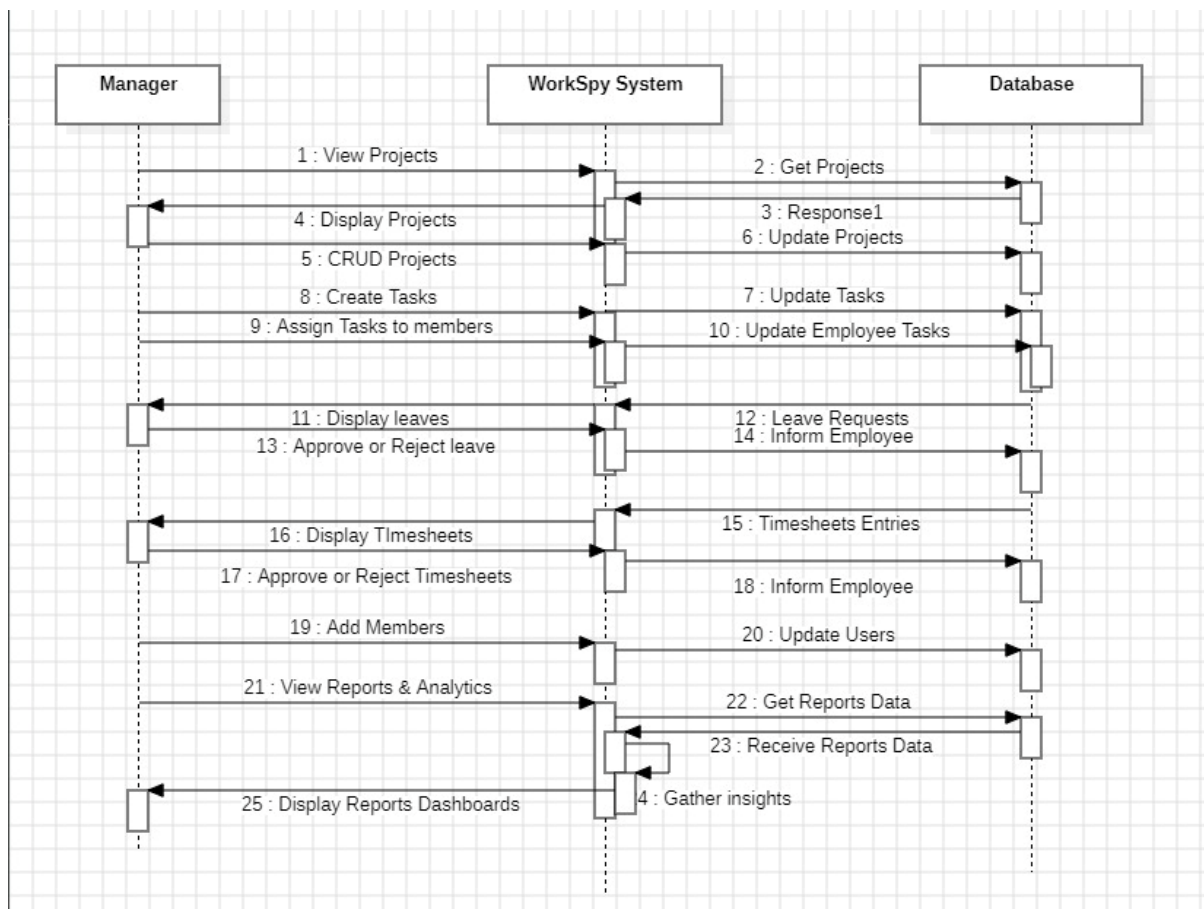 Manager
WorkSpy System
Database
1 : View Projects
2 : Get Projects
3 : Response1
4 : Display Projects
6 : Update Projects
5 : CRUD Projects
8 : Create Tasks
7 : Update Tasks
9 : Assign Tasks to members
10 : Update Employee Tasks
11 : Display leaves
12 : Leave Requests
13 : Approve or Reject leave
14 : Inform Employee
15 : Timesheets Entries
16 : Display TImesheets
17 : Approve or Reject Timesheets
18 : Inform Employee
19 : Add Members
20 : Update Users
21 : View Reports & Analytics
22 : Get Reports Data
23 : Receive Reports Data
4 : Gather insights
25 : Display Reports Dashboards